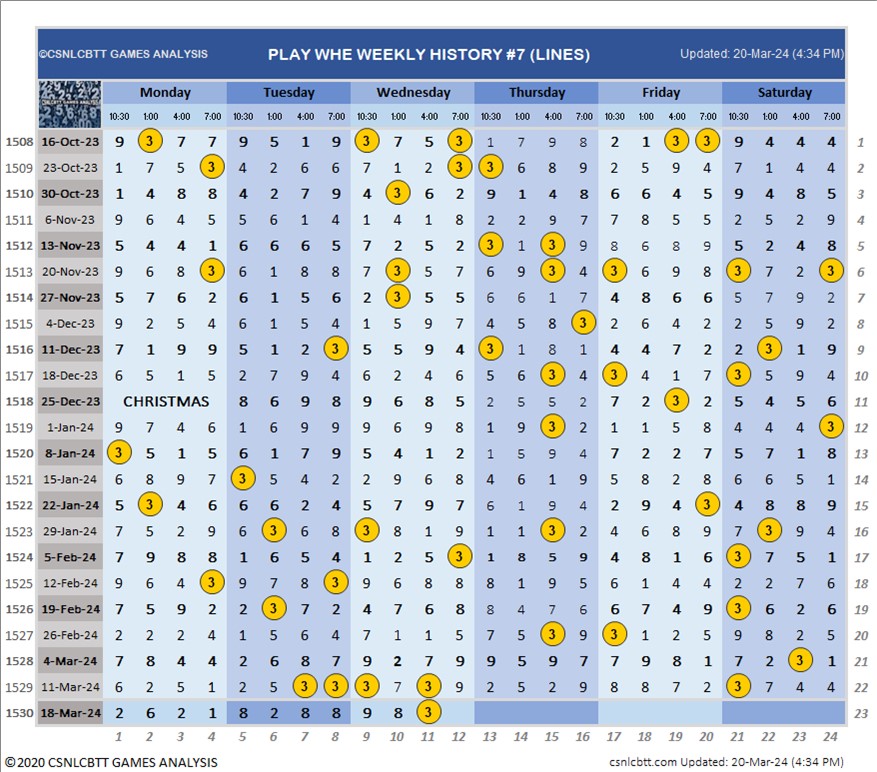 ©CSNLCBTT GAMES ANALYSIS PLAY WHE WEEKLY HISTORY #7 (LINES) Updated: 20-Mar-24 (4:34 PM)
CSNLCBTT GAMES ANALYSIS Monday Tuesday Wednesday Thursday Friday Saturday
10:30 1:00 4:00 7:00 10:30 1:00 4:00 7:00 10:30 1:00 4:00 7:00 10:30 1:00 4:00 7:00 10:30 1:00 4:00 7:00 10:30 1:00 4:00 7:00
1508 16-Oct-23 9 3 7 7 9 5 1 9 3 7 5 3 1 7 9 8 2 1 3 3 9 4 4 4 1
1509 23-Oct-23 1 7 5 3 4 2 6 6 7 1 2 3 3 6 8 9 2 5 9 4 7 1 4 4 2
1510 30-Oct-23 1 4 8 8 4 2 7 9 4 3 6 2 9 1 4 8 6 6 4 5 9 4 8 5 3
1511 6-Nov-23 9 6 4 5 5 6 1 4 1 4 1 8 2 2 9 7 7 8 5 5 2 5 2 9 4
1512 13-Nov-23 5 4 4 1 6 6 6 5 7 2 5 2 3 1 3 9 8 6 8 9 5 2 4 8 5
1513 20-Nov-23 9 6 8 3 6 1 8 8 7 3 5 7 6 9 3 4 3 6 9 8 3 7 2 3 6
1514 27-Nov-23 5 7 6 2 6 1 5 6 2 3 5 5 6 6 1 7 4 8 6 6 5 7 9 2 7
1515 4-Dec-23 9 2 5 4 6 1 5 4 1 5 9 7 4 5 8 3 2 6 4 2 2 5 9 2 8
1516 11-Dec-23 7 1 9 9 5 1 2 3 5 5 9 4 3 1 8 1 4 4 7 2 2 3 1 9 9
1517 18-Dec-23 6 5 1 5 2 7 9 4 6 2 4 6 5 6 3 4 3 4 1 7 3 5 9 4 10
1518 25-Dec-23 CHRISTMAS 8 6 9 8 9 6 8 5 2 5 5 2 7 2 3 2 5 4 5 6 11
1519 1-Jan-24 9 7 4 6 1 6 9 9 9 6 9 8 1 9 3 2 1 1 5 8 4 4 4 3 12
1520 8-Jan-24 3 5 1 5 6 1 7 9 5 4 1 2 1 5 9 4 7 2 2 7 5 7 1 8 13
1521 15-Jan-24 6 8 9 7 3 5 4 2 2 9 6 8 4 6 1 9 5 8 2 8 6 6 5 1 14
1522 22-Jan-24 5 3 4 6 6 6 2 4 5 7 9 7 6 1 9 4 2 9 4 3 4 8 8 9 15
1523 29-Jan-24 7 5 2 9 6 3 6 8 3 8 1 9 1 1 3 2 4 6 8 9 7 3 9 4 16
1524 5-Feb-24 7 9 8 8 1 6 5 4 1 2 5 3 1 8 5 9 4 8 1 6 3 7 5 1 17
1525 12-Feb-24 9 6 4 3 9 7 8 3 9 6 8 8 8 1 9 5 6 1 4 4 2 2 7 6 18
1526 19-Feb-24 7 5 9 2 2 3 7 2 4 7 6 8 8 4 7 6 6 7 4 9 3 6 2 6 19
1527 26-Feb-24 2 2 2 4 1 5 6 4 7 1 1 5 7 5 3 9 3 1 2 5 9 8 2 5 20
1528 4-Mar-24 7 8 4 4 2 6 8 7 9 2 7 9 9 5 9 7 7 9 8 1 7 2 3 1 21
1529 11-Mar-24 6 2 5 1 2 5 3 3 3 7 3 9 2 5 2 9 8 8 7 2 3 7 4 4 22
1530 18-Mar-24 2 6 2 1 8 2 8 8 9 8 3 23
1 2 3 4 5 6 7 8 9 10 11 12 13 14 15 16 17 18 19 20 21 22 23 24
©2020 CSNLCBTT GAMES ANALYSIS csnlcbtt.com Updated: 20-Mar-24 (4:34 PM)